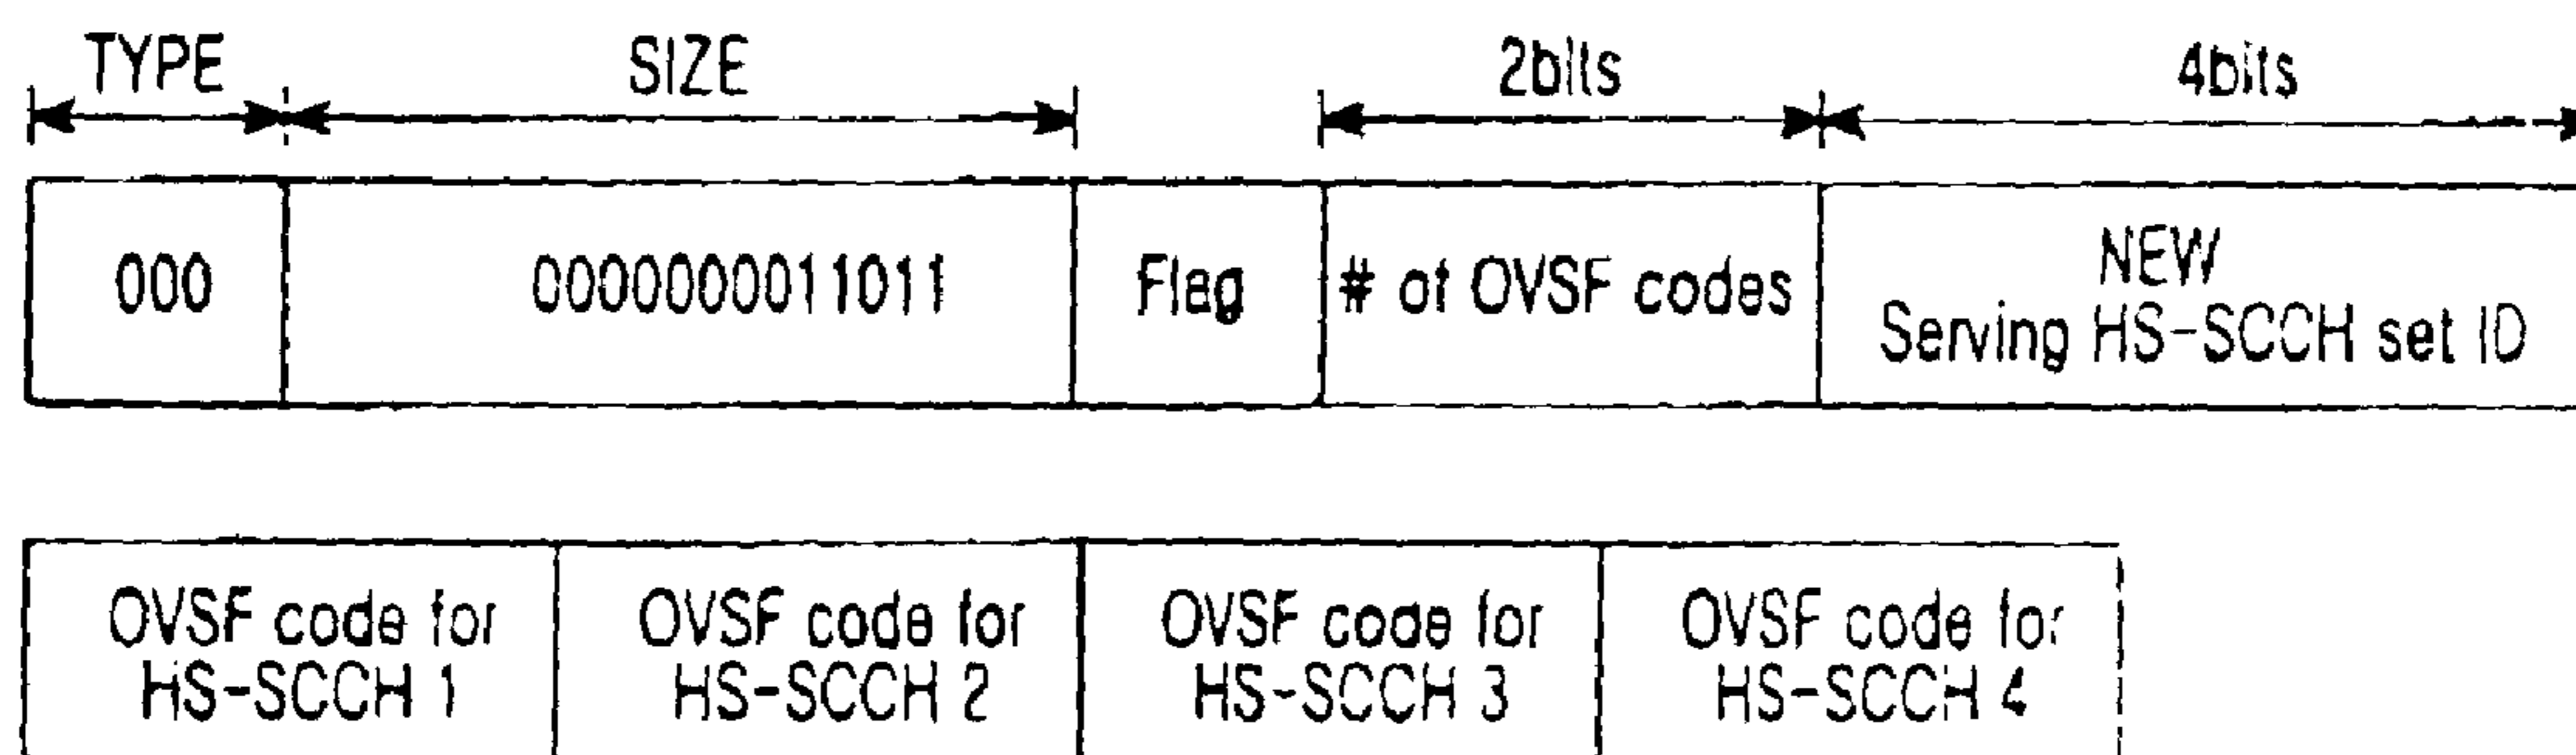 TYPE SIZE 2bits 4bits
000 0000000011011 Flag # of OVSF codes NEW
Serving HS-SCCH set ID
OVSF code for OVSF code for OVSF code for OVSF code for
HS-SCCH 1 HS-SCCH 2 HS-SCCH 3 HS-SCCH 4